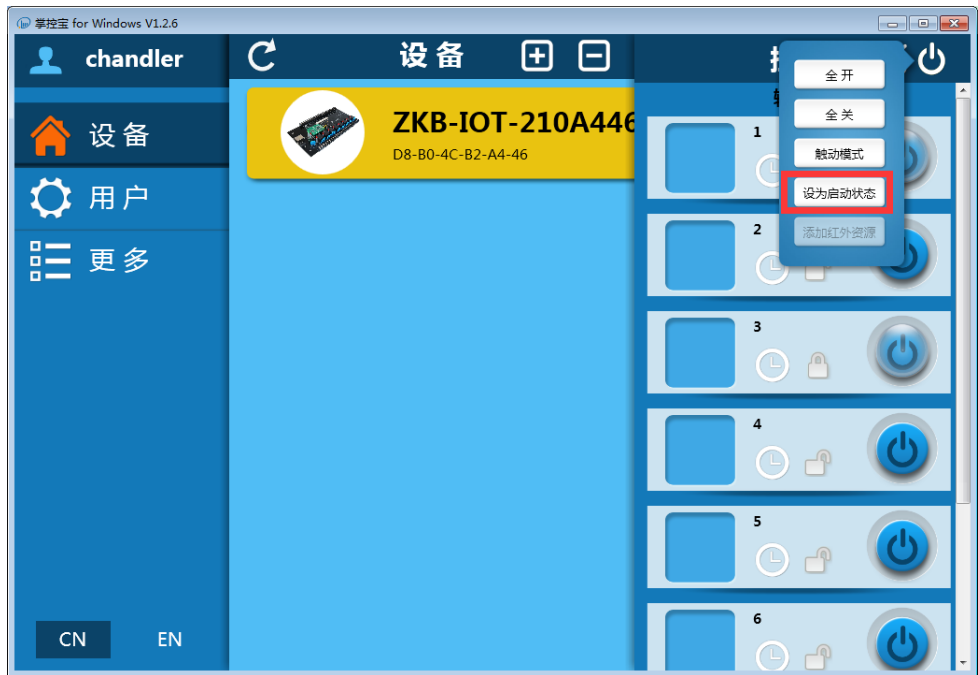 掌控宝 for Windows V1.2.6
chandler
设备
用户
更多
CN
EN
设备
ZKB-IOT-210A446
D8-B0-4C-B2-A4-46
全开
全关
触动模式
设为启动状态
添加红外资源
1
2
3
4
5
6